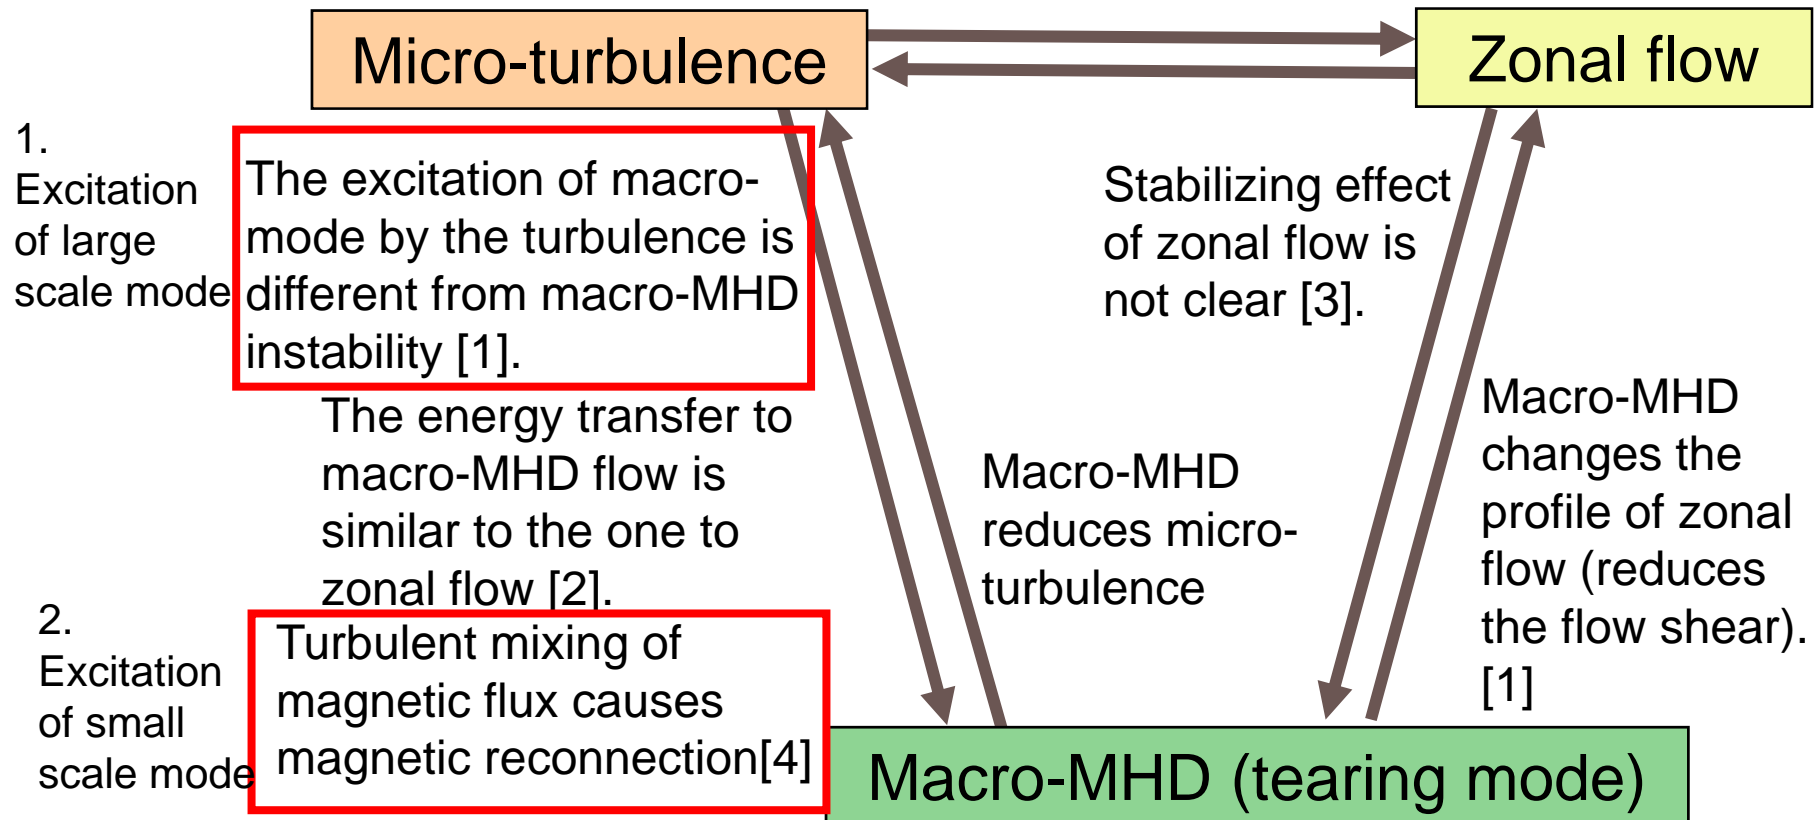 Micro-turbulence
Zonal flow
1.
Excitation
of large
scale mode
The excitation of macro-
mode by the turbulence is
different from macro-MHD
instability [1].
Stabilizing effect
of zonal flow is
not clear [3].
The energy transfer to
macro-MHD flow is
similar to the one to
zonal flow [2].
Macro-MHD
reduces micro-
turbulence
Macro-MHD
changes the
profile of zonal
flow (reduces
the flow shear).
[1]
2.
Excitation
of small
scale mode
Turbulent mixing of
magnetic flux causes
magnetic reconnection[4]
Macro-MHD (tearing mode)